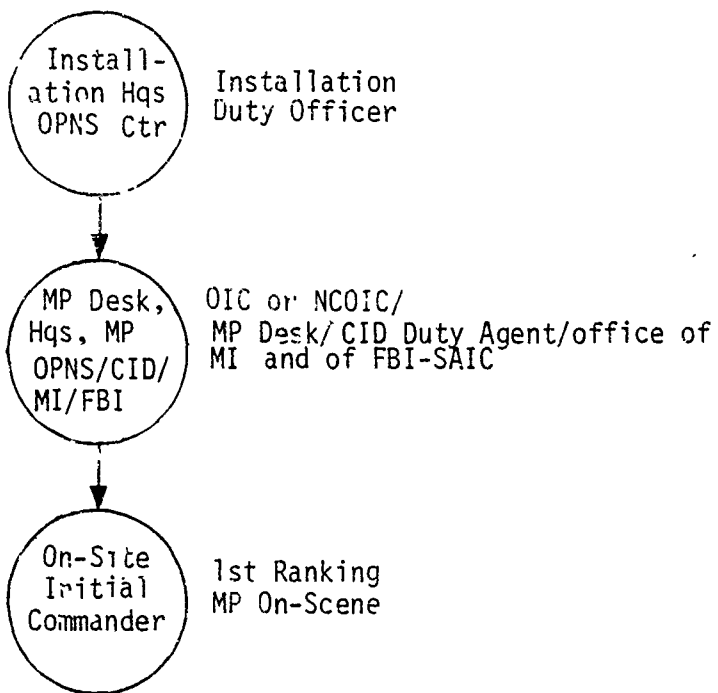 Install-
ation Hqs
OPNS Ctr
Installation
Duty Officer
MP Desk,
Hqs, MP
OPNS/CID/
MI/FBI
OIC or NCOIC/
MP Desk/CID Duty Agent/office of
MI and of FBI-SAIC
On-Site
Initial
Commander
1st Ranking
MP On-Scene